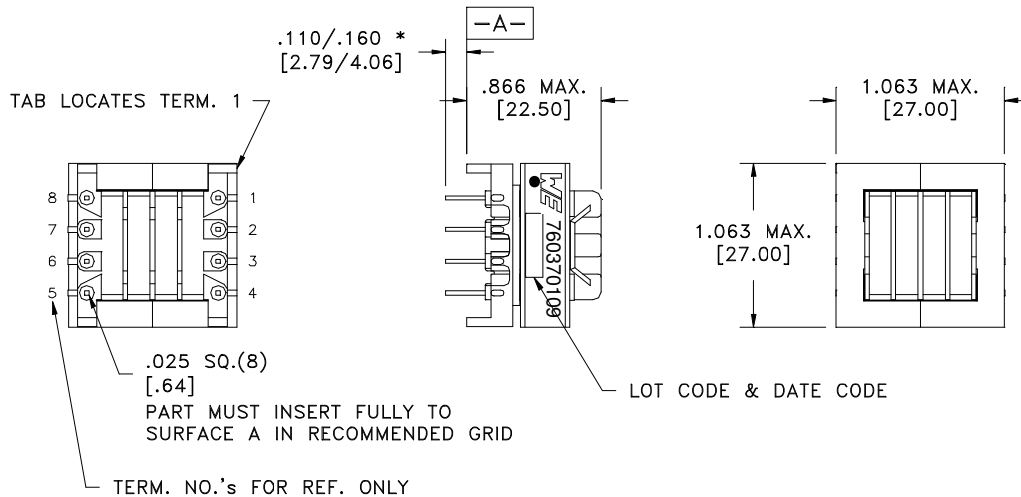 -A-
.110/.160 *
[2.79/4.06]
.866 MAX.
[22.50]
1.063 MAX.
[27.00]
TAB LOCATES TERM. 1
8
7
6
5
1
2
3
4
WE
760370109
1.063 MAX.
[27.00]
.025 SQ.(8)
[.64]
PART MUST INSERT FULLY TO
SURFACE A IN RECOMMENDED GRID
LOT CODE & DATE CODE
TERM. NO.'s FOR REF. ONLY